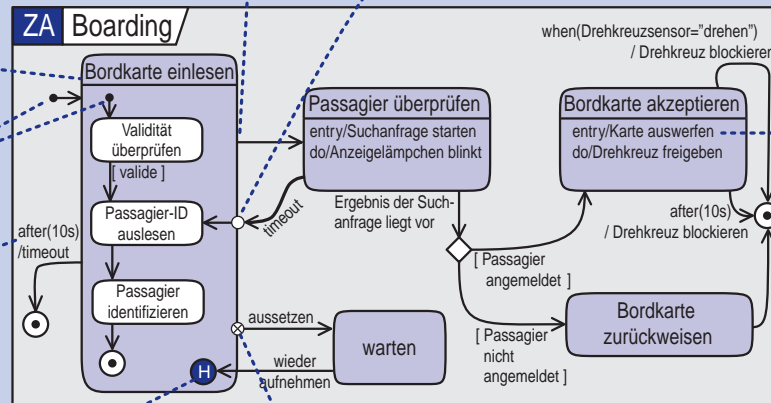 ZA Boarding
when(Drehkreuzsensor="drehen")
/ Drehkreuz blockieren
Bordkarte einlesen
Validität
überprüfen
[ valide ]
Passagier-ID
auslesen
Passagier
identifizieren
after(10s)
/timeout
Passagier überprüfen
entry/Suchanfrage starten
do/Anzeigelämpchen blinkt
timeout
Ergebnis der Such-
anfrage liegt vor
Bordkarte akzeptieren
entry/Karte auswerfen
do/Drehkreuz freigeben
after(10s)
/ Drehkreuz blockieren
[ Passagier
angemeldet ]
[ Passagier
nicht
angemeldet ]
Bordkarte
zurückweisen
aussetzen
warten
wieder
aufnehmen
H